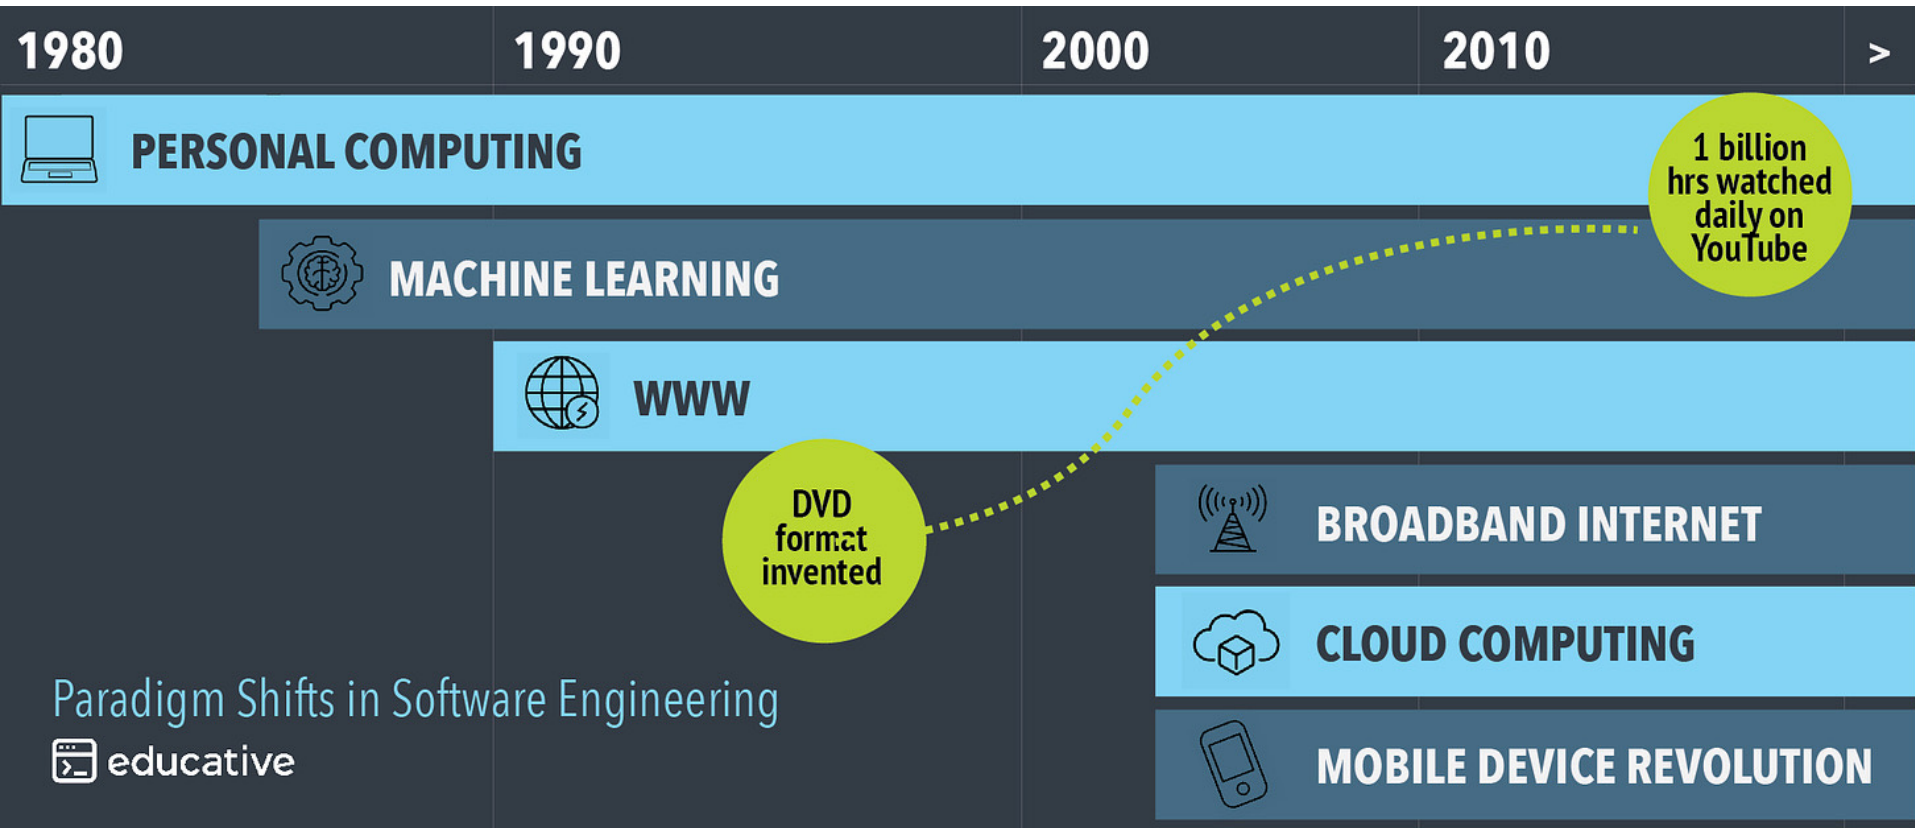 1980 1990 2000 2010 >
PERSONAL COMPUTING
1 billion
hrs watched
daily on
YouTube
MACHINE LEARNING
WWW
DVD
format
invented
BROADBAND INTERNET
CLOUD COMPUTING
Paradigm Shifts in Software Engineering
educative
MOBILE DEVICE REVOLUTION